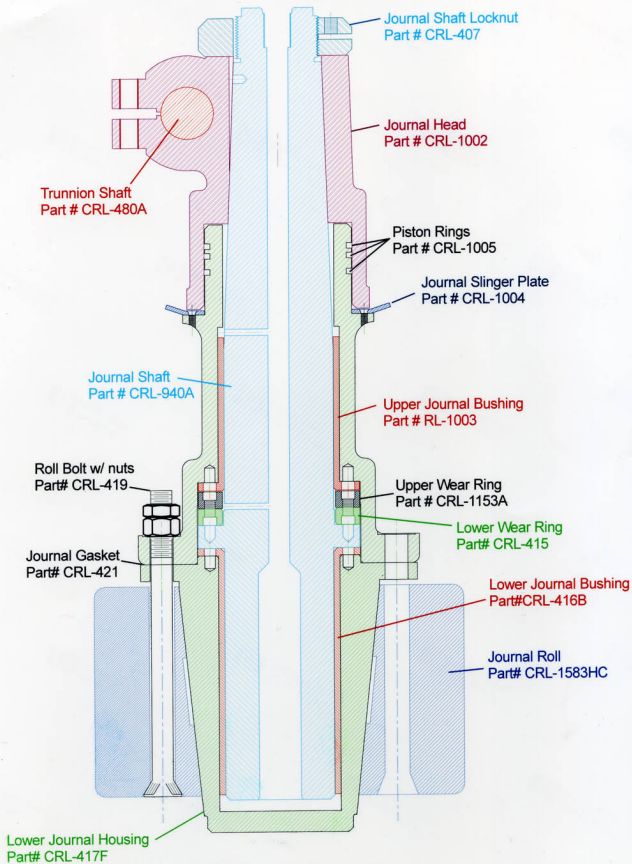 Journal Shaft Locknut
Part # CRL-407
Journal Head
Part # CRL-1002
Trunnion Shaft
Part # CRL-480A
Piston Rings
Part # CRL-1005
Journal Slinger Plate
Part # CRL-1004
Journal Shaft
Part # CRL-940A
Upper Journal Bushing
Part # RL-1003
Roll Bolt w/ nuts
Part# CRL-419
Upper Wear Ring
Part # CRL-1153A
Lower Wear Ring
Part# CRL-415
Journal Gasket
Part# CRL-421
Lower Journal Bushing
Part#CRL-416B
Journal Roll
Part# CRL-1583HC
Lower Journal Housing
Part# CRL-417F